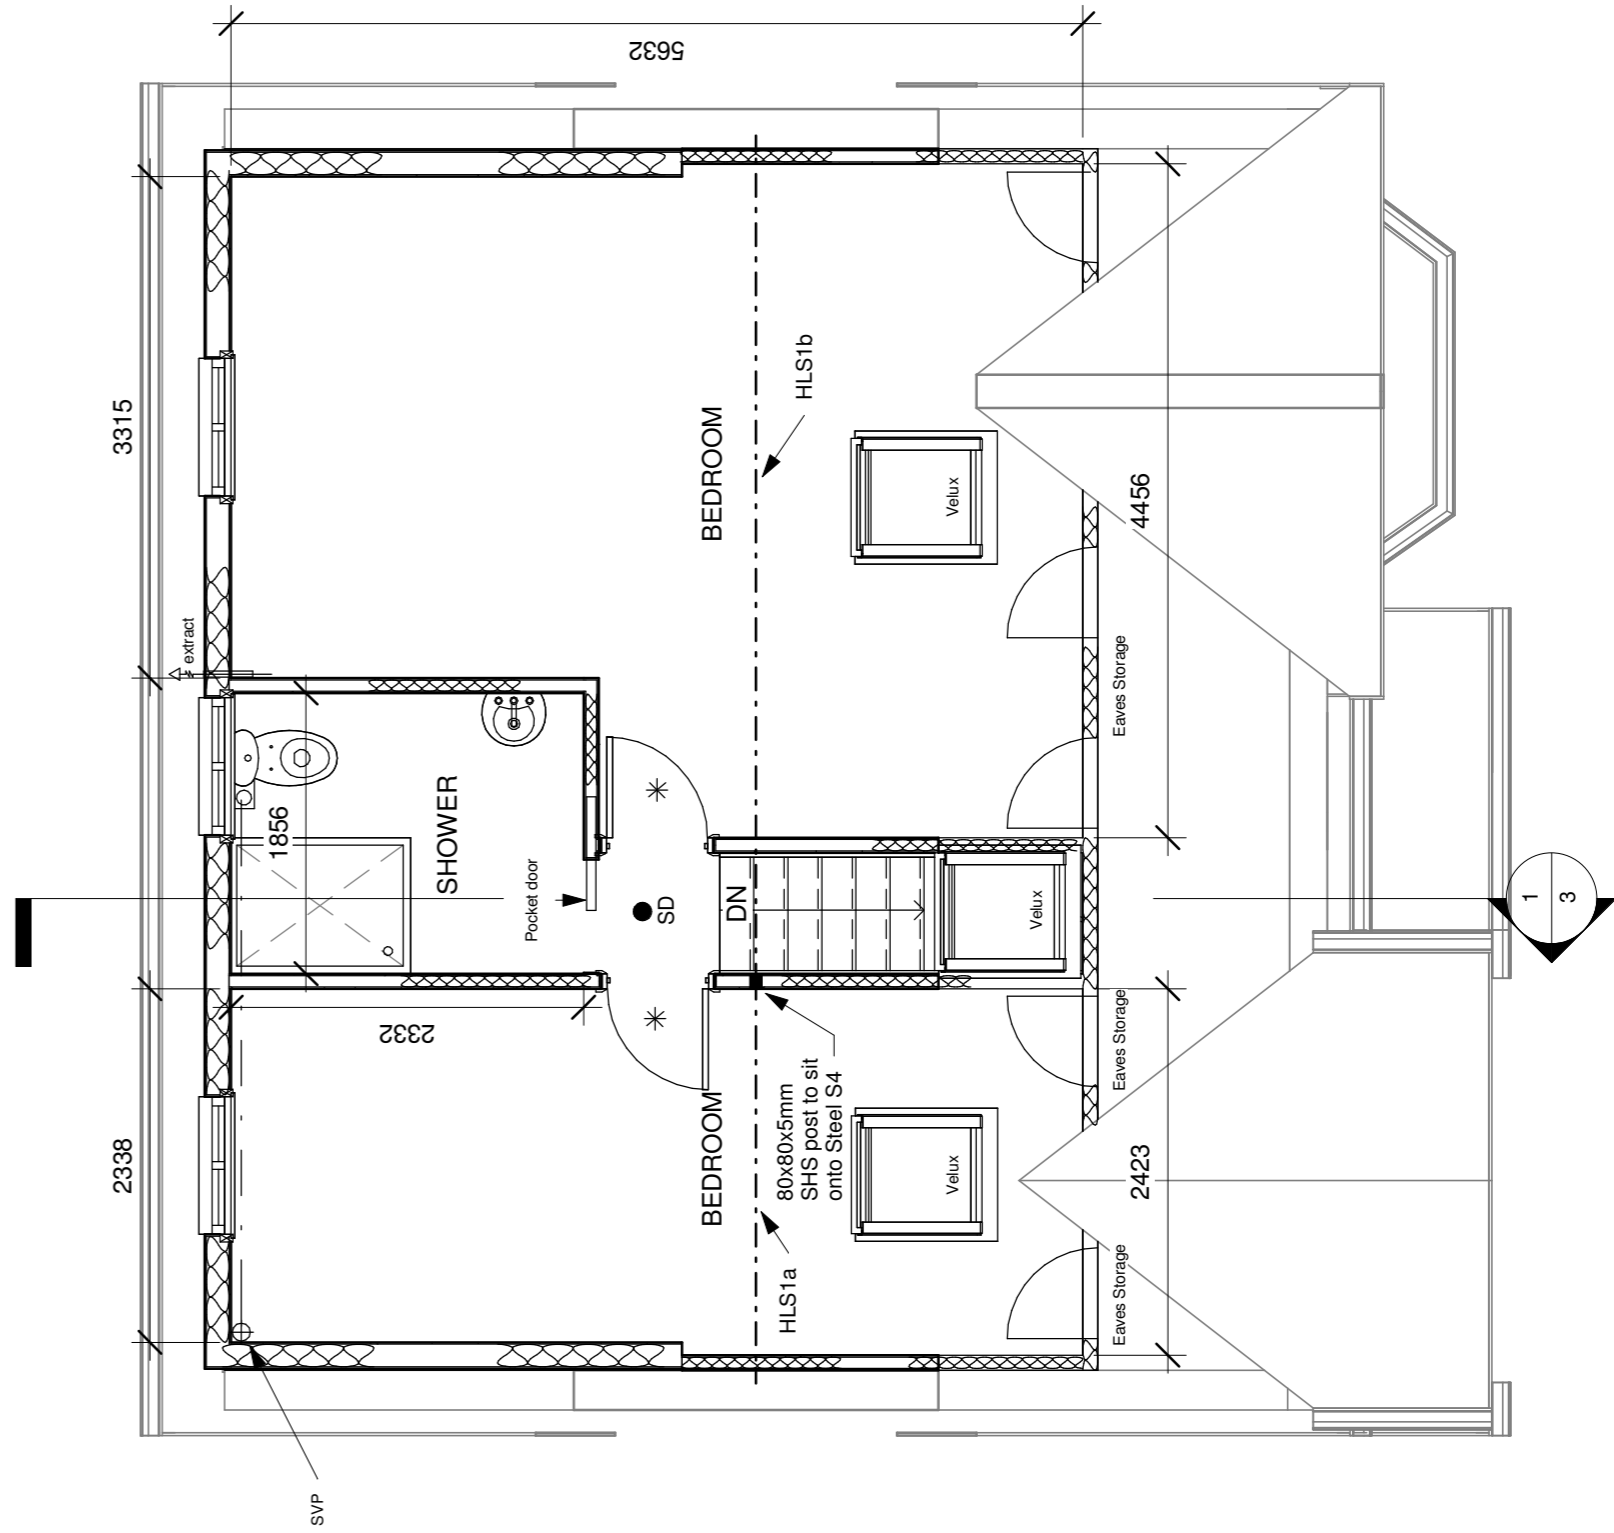 5632
3315
extract
1856
SHOWER
BEDROOM
HLS1b
Velux
4456
Eaves Storage
Pocket door
SD
DN
Velux
1
3
2332
2338
BEDROOM
80x80x5mm
SHS post to sit
onto Steel S4
Velux
2423
Eaves Storage
HLS1a
Eaves Storage
SVP